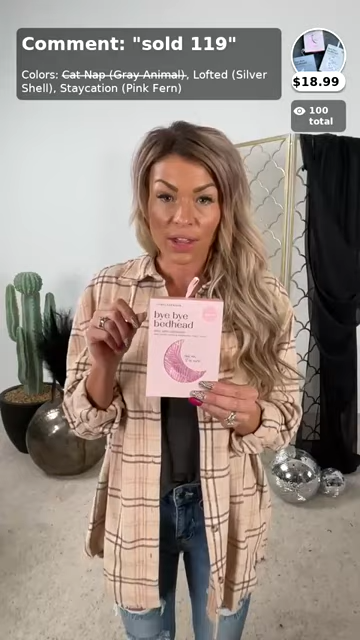 Comment: "sold 119"
Colors: Cat Nap (Gray Animal), Lofted (Silver
Shell), Staycation (Pink Fern)
$18.99
100
total
bye bye
bedhead